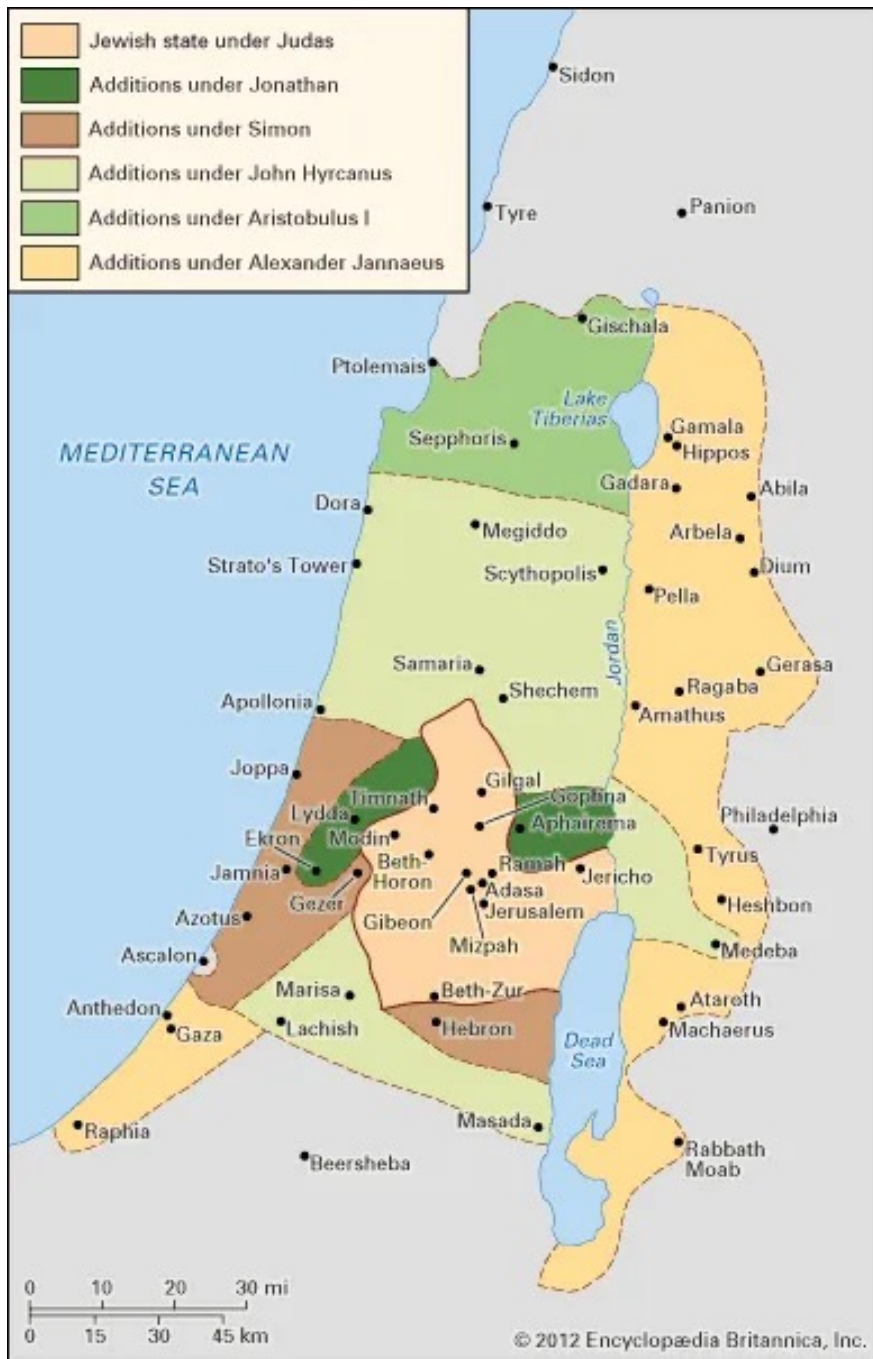 Jewish state under Judas
Additions under Jonathan
Additions under Simon
Additions under John Hyrcanus
Additions under Aristobulus I
Additions under Alexander Jannaeus
Sidon
Tyre
Panion
Gischala
Ptolemais
Lake
Tiberias
Gamala
Hippos
Sepphoris
MEDITERRANEAN
SEA
Gadara
Abila
Dora
Megiddo
Arbela
Strato's Tower
Scythopolis
Dium
Pella
Jordan
Samaria
Shechem
Gerasa
Ragaba
Amathus
Apollonia
Joppa
Gilgal
Timnath
Gophna
Lydda
Philadelphia
Aphairema
Ekron
Modin
Tyrus
Beth-
Horon
Ramah
Jericho
Jamnia
Gezer
Adasa
Heshbon
Gibeon
Jerusalem
Azotus
Mizpah
Medeba
Ascalon
Marisa
Beth-Zur
Ataroth
Anthedon
Lachish
Hebron
Machaerus
Gaza
Dead
Sea
Masada
Raphia
Rabbath
Moab
Beersheba
0 10 20 30 mi
0 15 30 45 km
© 2012 Encyclopædia Britannica, Inc.